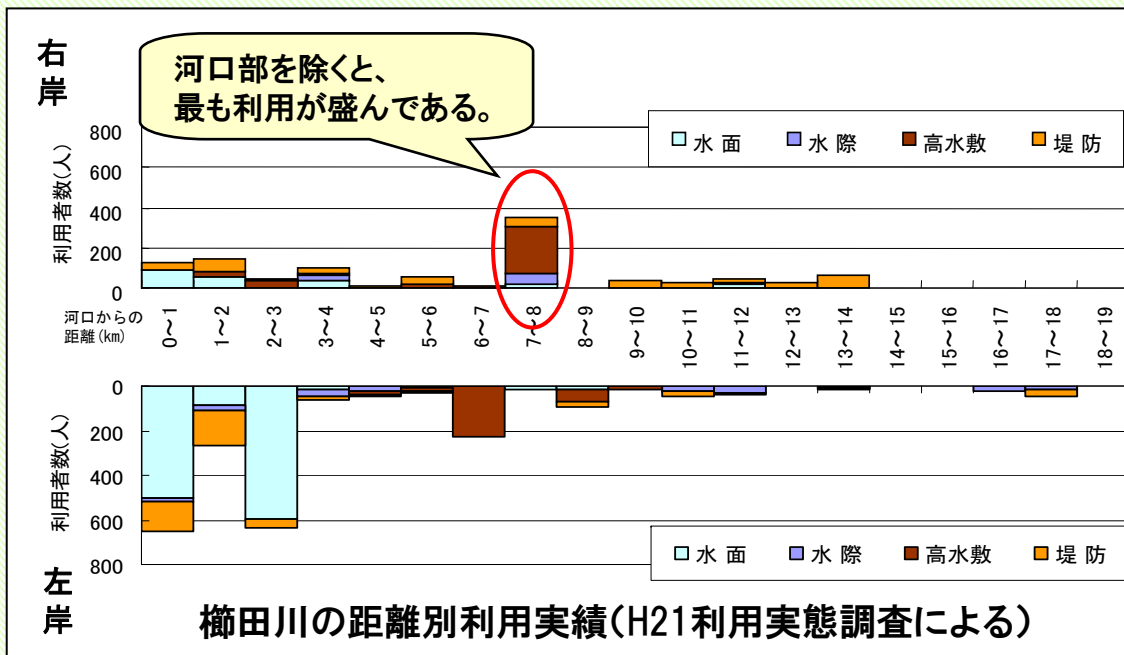 右岸
河口部を除くと、
最も利用が盛んである。
水 面 水 際 高水敷 堤 防
利用者数(人)
800
600
400
200
0
河口からの
距離(km)
0～1 1～2 2～3 3～4 4～5 5～6 6～7 7～8 8～9 9～10 10～11 11～12 12～13 13～14 14～15 15～16 16～17 17～18 18～19
利用者数(人)
0
200
400
600
800
水 面 水 際 高水敷 堤 防
左岸
櫛田川の距離別利用実績(H21利用実態調査による)